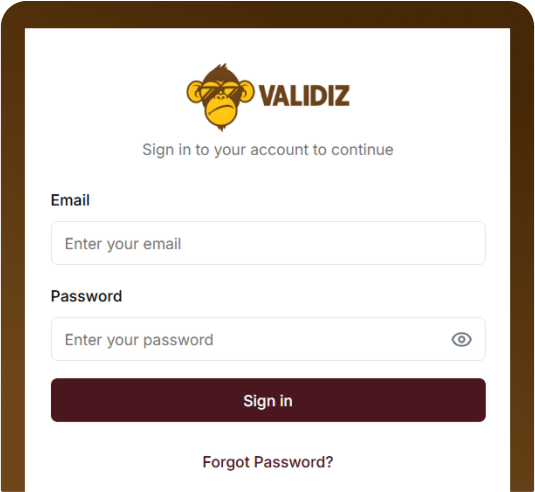 VALIDIZ
Sign in to your account to continue
Email
Enter your email
Password
Enter your password
Sign in
Forgot Password?